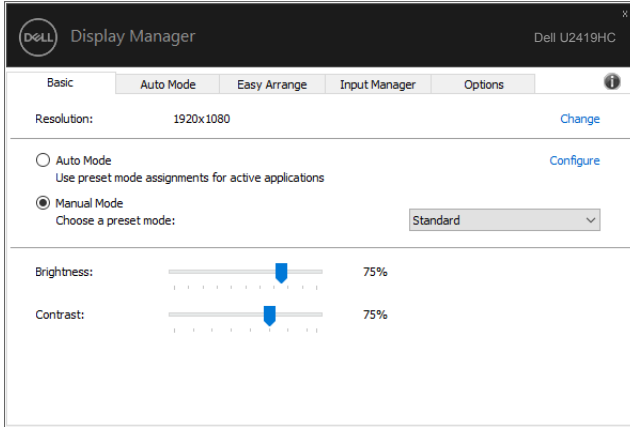 x
DELL Display Manager Dell U2419HC
Basic Auto Mode Easy Arrange Input Manager Options i
Resolution: 1920x1080 Change
Auto Mode Configure
Use preset mode assignments for active applications
Manual Mode
Choose a preset mode: Standard
Brightness: 75%
Contrast: 75%